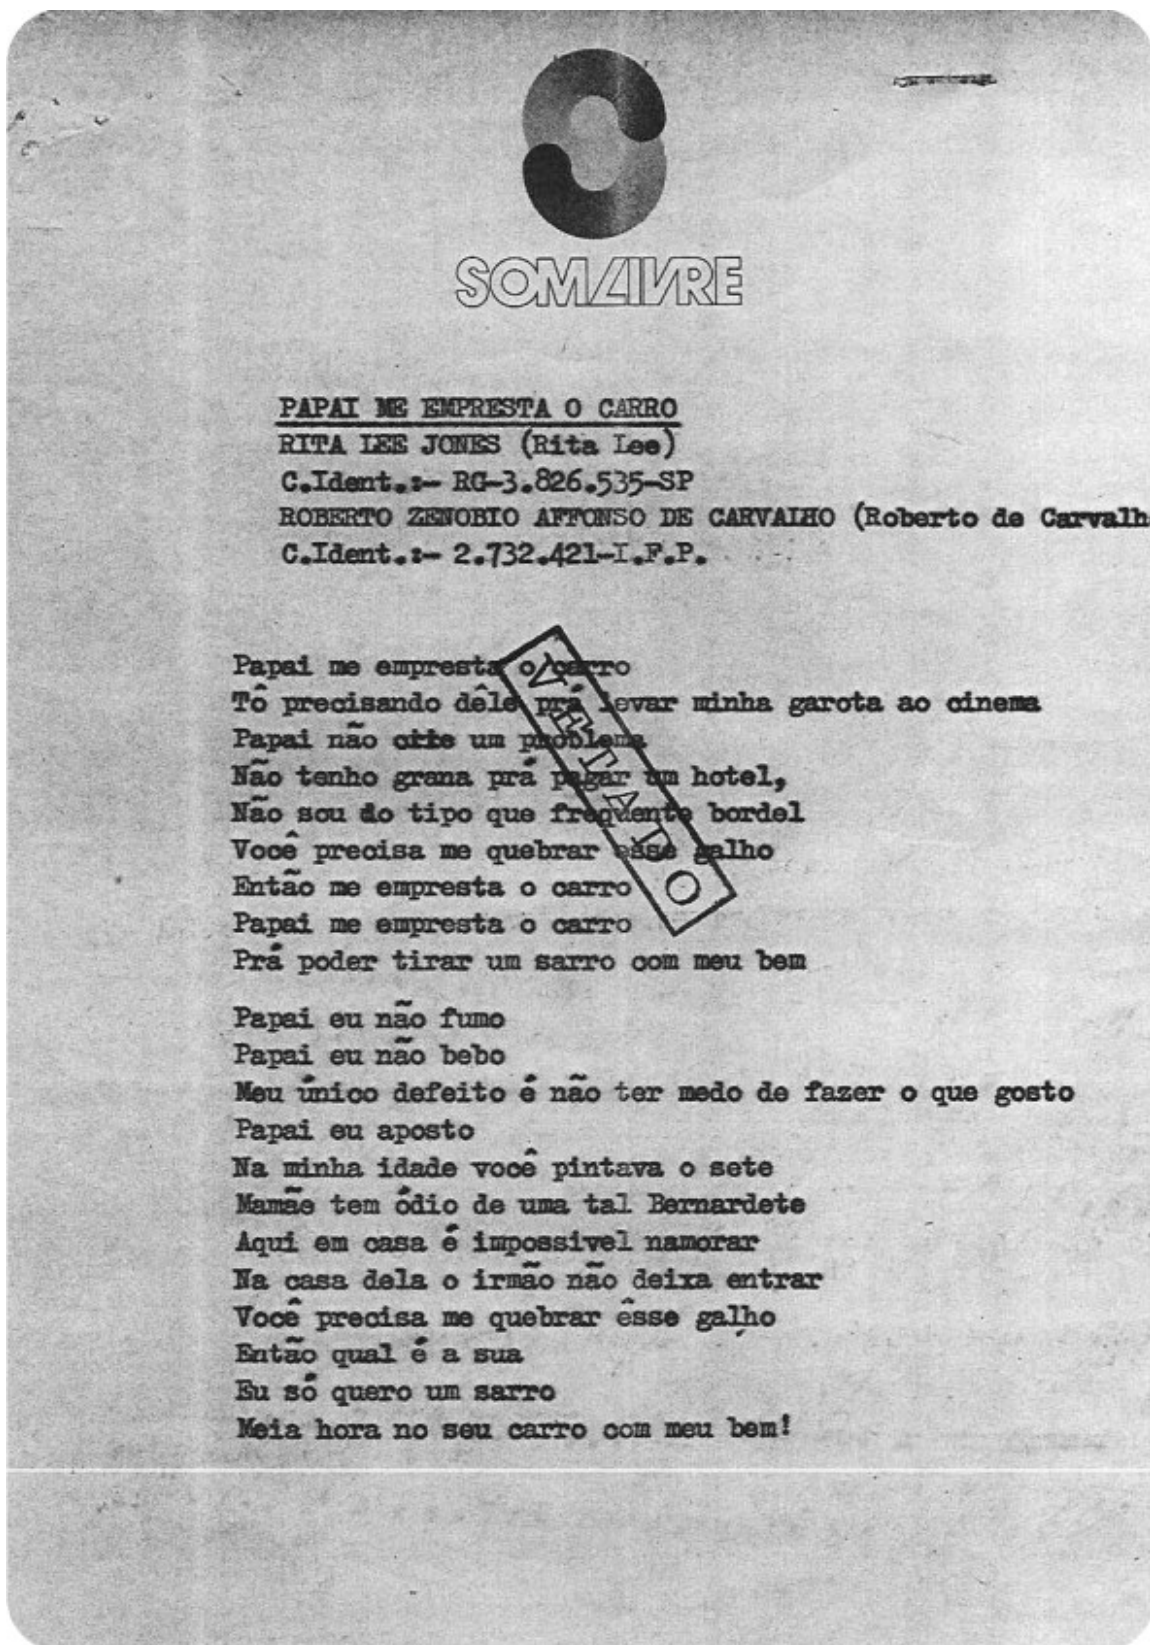 SOMLIVRE
PAPAI ME EMPRESTA O CARRO
RITA LEE JONES (Rita Lee)
C.Ident.:- RG-3.826.535-SP
ROBERTO ZENOBIO AFFONSO DE CARVALHO (Roberto de Carvalh
C.Ident.:- 2.732.421-I.F.P.
Papai me empresta o carro
Tô precisando dêle prá levar minha garota ao cinema
Papai não crie um problema
Não tenho grana prá pagar um hotel,
Não sou do tipo que frequente bordel
Você precisa me quebrar esse galho
Então me empresta o carro
Papai me empresta o carro
Prá poder tirar um sarro com meu bem
VETADO
Papai eu não fumo
Papai eu não bebo
Meu único defeito é não ter medo de fazer o que gosto
Papai eu aposto
Na minha idade você pintava o sete
Mamãe tem ódio de uma tal Bernardete
Aqui em casa é impossivel namorar
Na casa dela o irmão não deixa entrar
Você precisa me quebrar êsse galho
Então qual é a sua
Eu só quero um sarro
Meia hora no seu carro com meu bem!